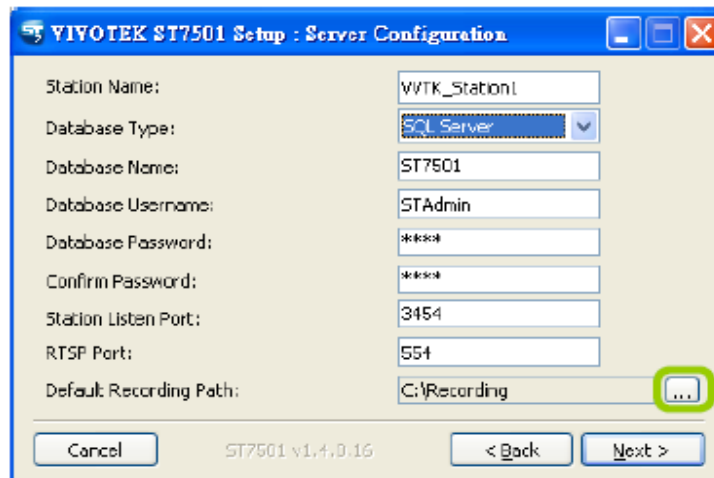 VIVOTEK ST7501 Setup : Server Configuration
Station Name: VVTK_Station1
Database Type: SQL Server
Database Name: ST7501
Database Username: STAdmin
Database Password: ****
Confirm Password: ****
Station Listen Port: 3454
RTSP Port: 554
Default Recording Path: C:\Recording ...
Cancel ST7501 v1.4.0.16 < Back Next >